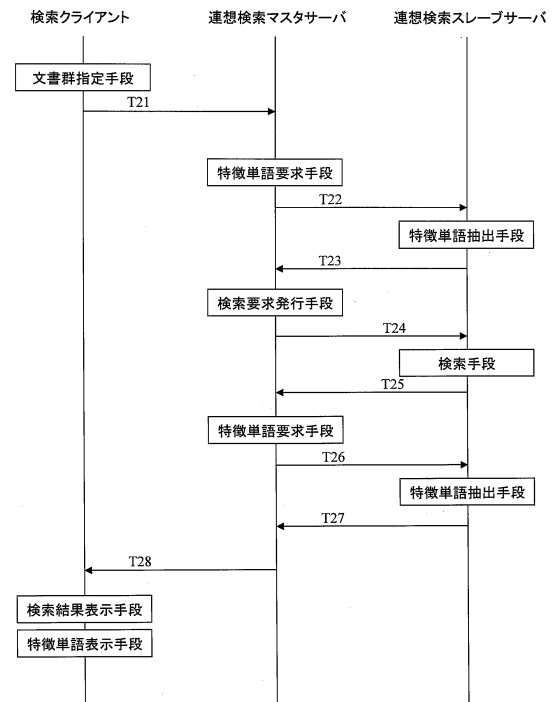 検索クライアント 連想検索マスタサーバ 連想検索スレーブサーバ
文書群指定手段
T21
特徴単語要求手段
T22
特徴単語抽出手段
T23
検索要求発行手段
T24
検索手段
T25
特徴単語要求手段
T26
特徴単語抽出手段
T27
T28
検索結果表示手段
特徴単語表示手段